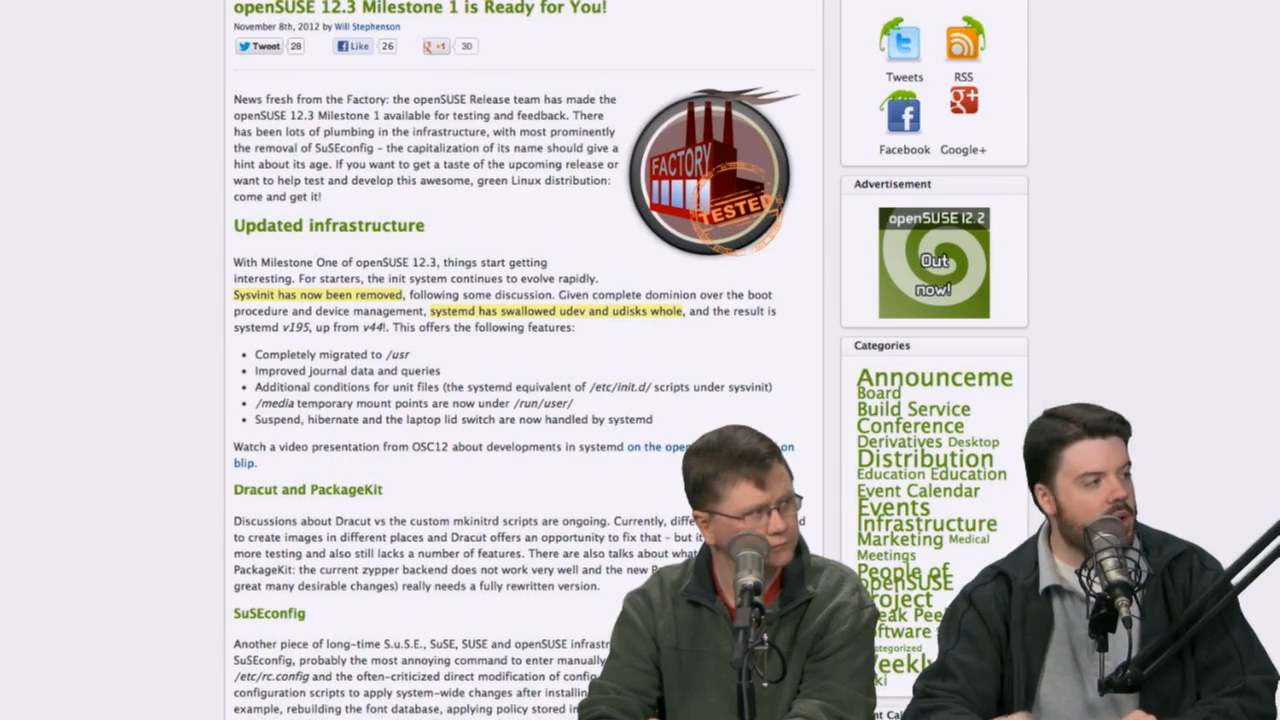 openSUSE 12.3 Milestone 1 is Ready for You!
November 8th, 2012 by Will Stephenson
Tweet 28 Like 26 +1 30
News fresh from the Factory: the openSUSE Release team has made the
openSUSE 12.3 Milestone 1 available for testing and feedback. There
has been lots of plumbing in the infrastructure, with most prominently
the removal of SuSEconfig – the capitalization of its name should give a
hint about its age. If you want to get a taste of the upcoming release or
want to help test and develop this awesome, green Linux distribution:
come and get it!
FACTORY
TESTED
Updated infrastructure
With Milestone One of openSUSE 12.3, things start getting
interesting. For starters, the init system continues to evolve rapidly.
Sysvinit has now been removed, following some discussion. Given complete dominion over the boot
procedure and device management, systemd has swallowed udev and udisks whole, and the result is
systemd v195, up from v44!. This offers the following features:
• Completely migrated to /usr
• Improved journal data and queries
• Additional conditions for unit files (the systemd equivalent of /etc/init.d/ scripts under sysvinit)
• /media temporary mount points are now under /run/user/
• Suspend, hibernate and the laptop lid switch are now handled by systemd
Watch a video presentation from OSC12 about developments in systemd on the on
blip.
Dracut and PackageKit
Discussions about Dracut vs the custom mkinitrd scripts are ongoing. Currently,
to create images in different places and Dracut offers an opportunity to fix that – but
more testing and also still lacks a number of features. There are also talks about
PackageKit: the current zypper backend does not work very well and the new
great many desirable changes) really needs a fully rewritten version.
SuSEconfig
Another piece of long-time S.u.S.E., SuSE, SUSE and openSUSE
SuSEconfig, probably the most annoying command to enter manually
/etc/rc.config and the often-criticized direct modification of
configuration scripts to apply system-wide changes after
example, rebuilding the font database, applying policy stored
Tweets RSS
Facebook Google+
Advertisement
openSUSE 12.2
Out
now!
Categories
Announceme
Board
Build Service
Conference
Derivatives Desktop
Distribution
Education Education
Event Calendar
Events
Infrastructure
Marketing Medical
Meetings
People of
openSUSE